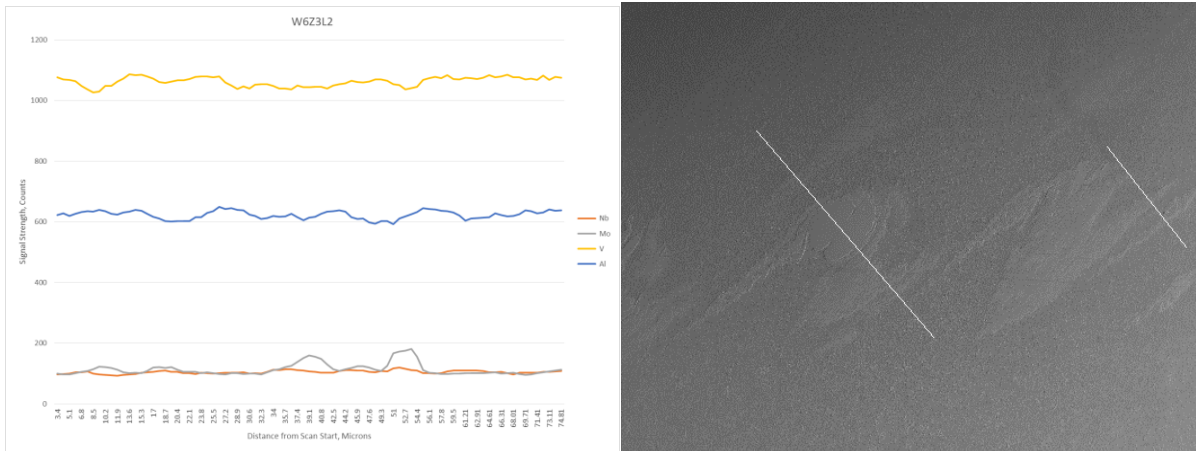 W6Z3L2
1200
1000
800
600
400
200
0
Signal Strength, Counts
3.4 5.1 6.8 8.5 10.2 11.9 13.6 15.3 17 18.7 20.4 22.1 23.8 25.5 27.2 28.9 30.6 32.3 34 35.7 37.4 39.1 40.8 42.5 44.2 45.9 47.6 49.3 51 52.7 54.4 56.1 57.8 59.5 61.21 62.91 64.61 66.31 68.01 69.71 71.41 73.11 74.81
Distance from Scan Start, Microns
Nb
Mo
V
Al